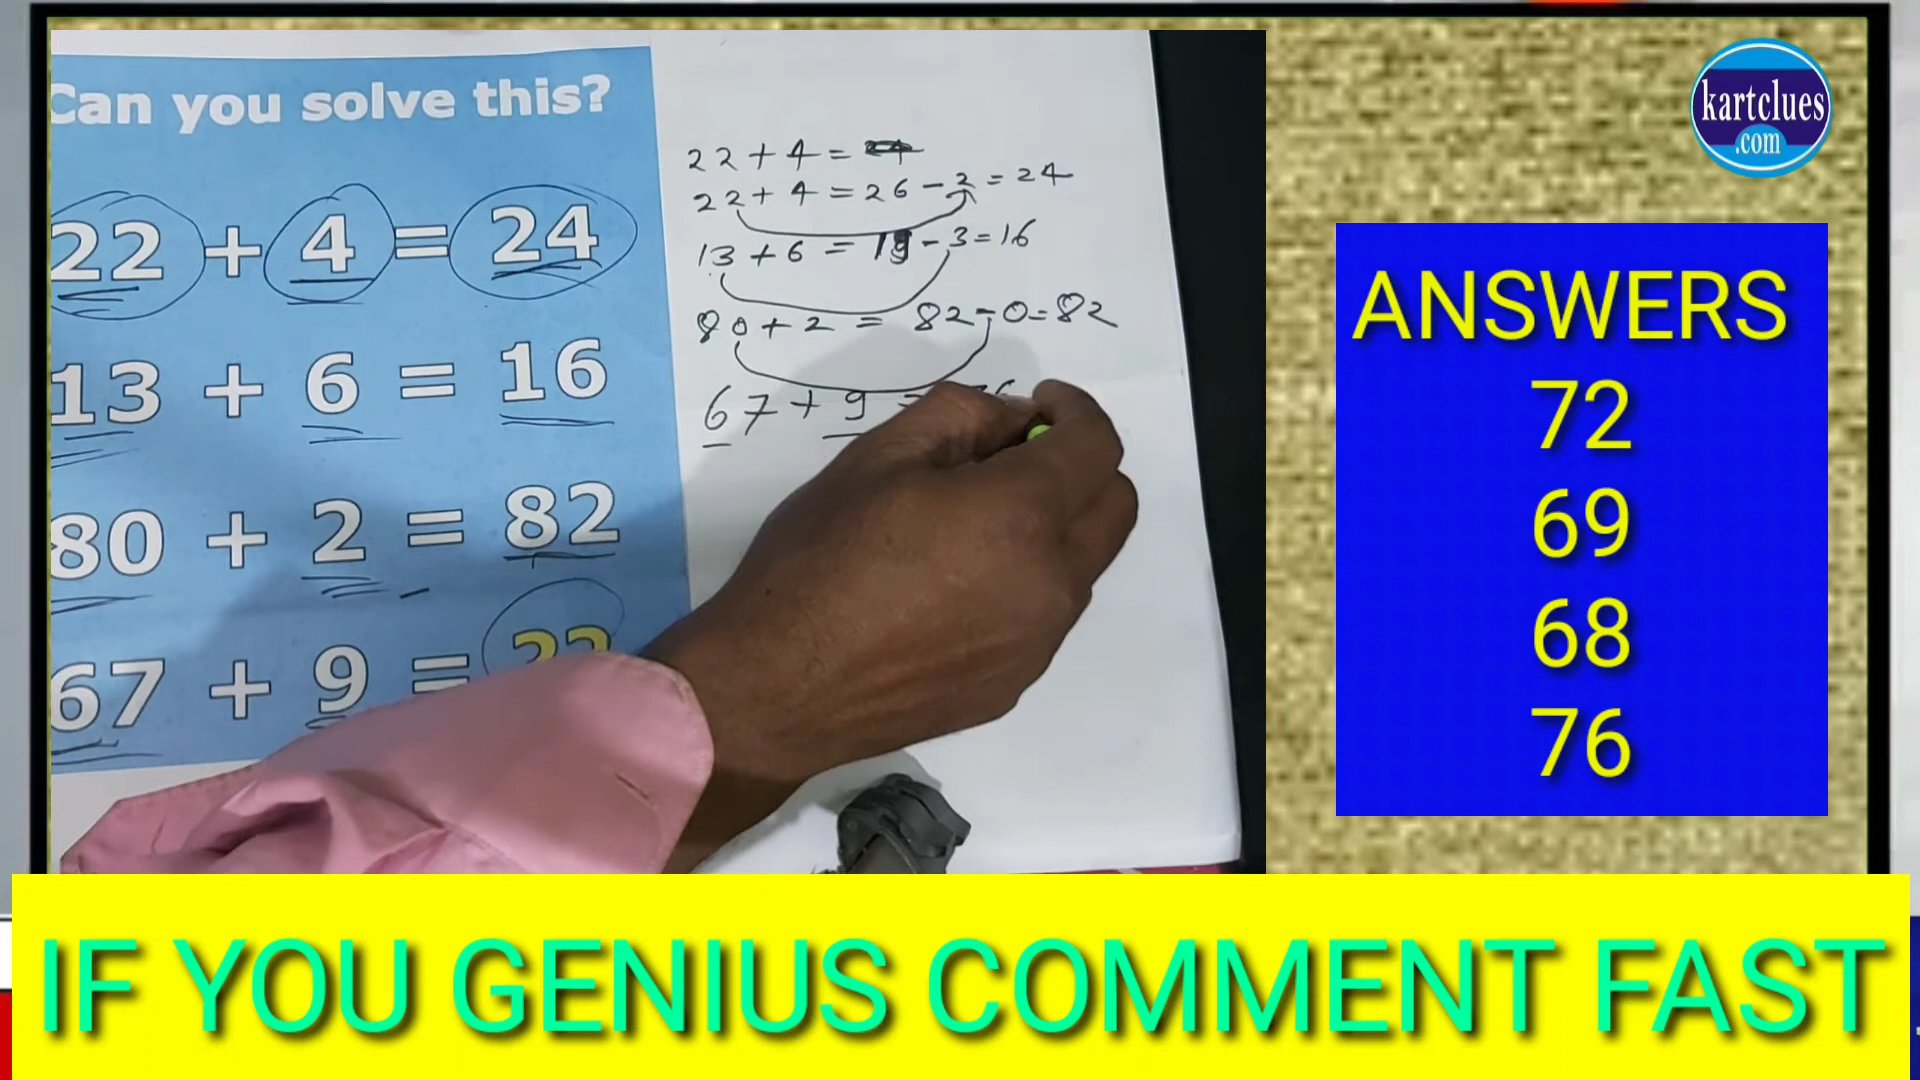 Can you solve this?
22 + 4 = 24
13 + 6 = 16
80 + 2 = 82
67 + 9 = ??
22 + 4 =
22 + 4 = 26 - 2 = 24
13 + 6 = 19 - 3 = 16
80 + 2 = 82 - 0 = 82
67 + 9 = 76
kartclues
.com
ANSWERS
72
69
68
76
IF YOU GENIUS COMMENT FAST